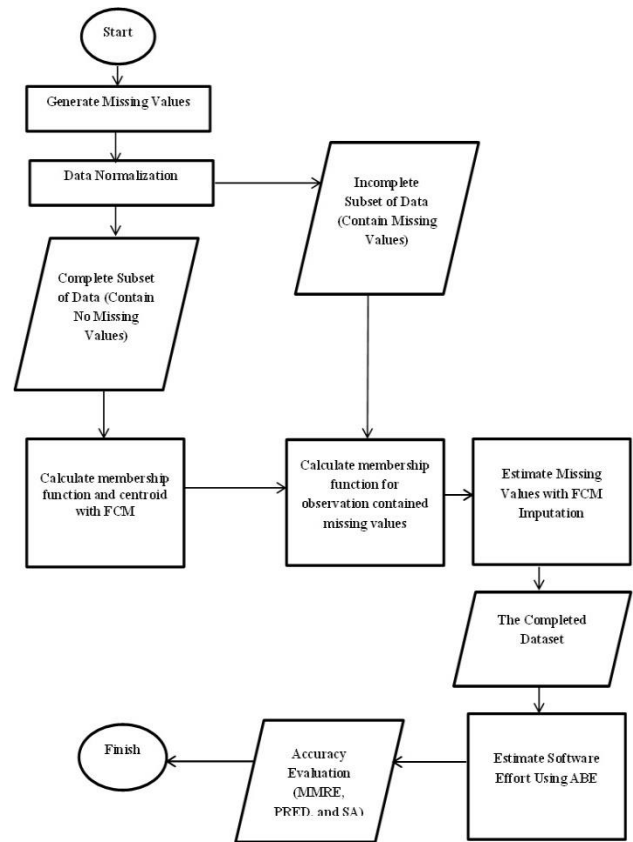 Start
Generate Missing Values
Data Normalization
Incomplete
Subset of Data
(Contain Missing
Values)
Complete Subset
of Data (Contain
No Missing
Values)
Calculate membership
function and centroid
with FCM
Calculate membership
function for
observation contained
missing values
Estimate Missing
Values with FCM
Imputation
The Completed
Dataset
Estimate Software
Effort Using ABE
Accuracy
Evaluation
(MMRE,
PRED, and SA)
Finish